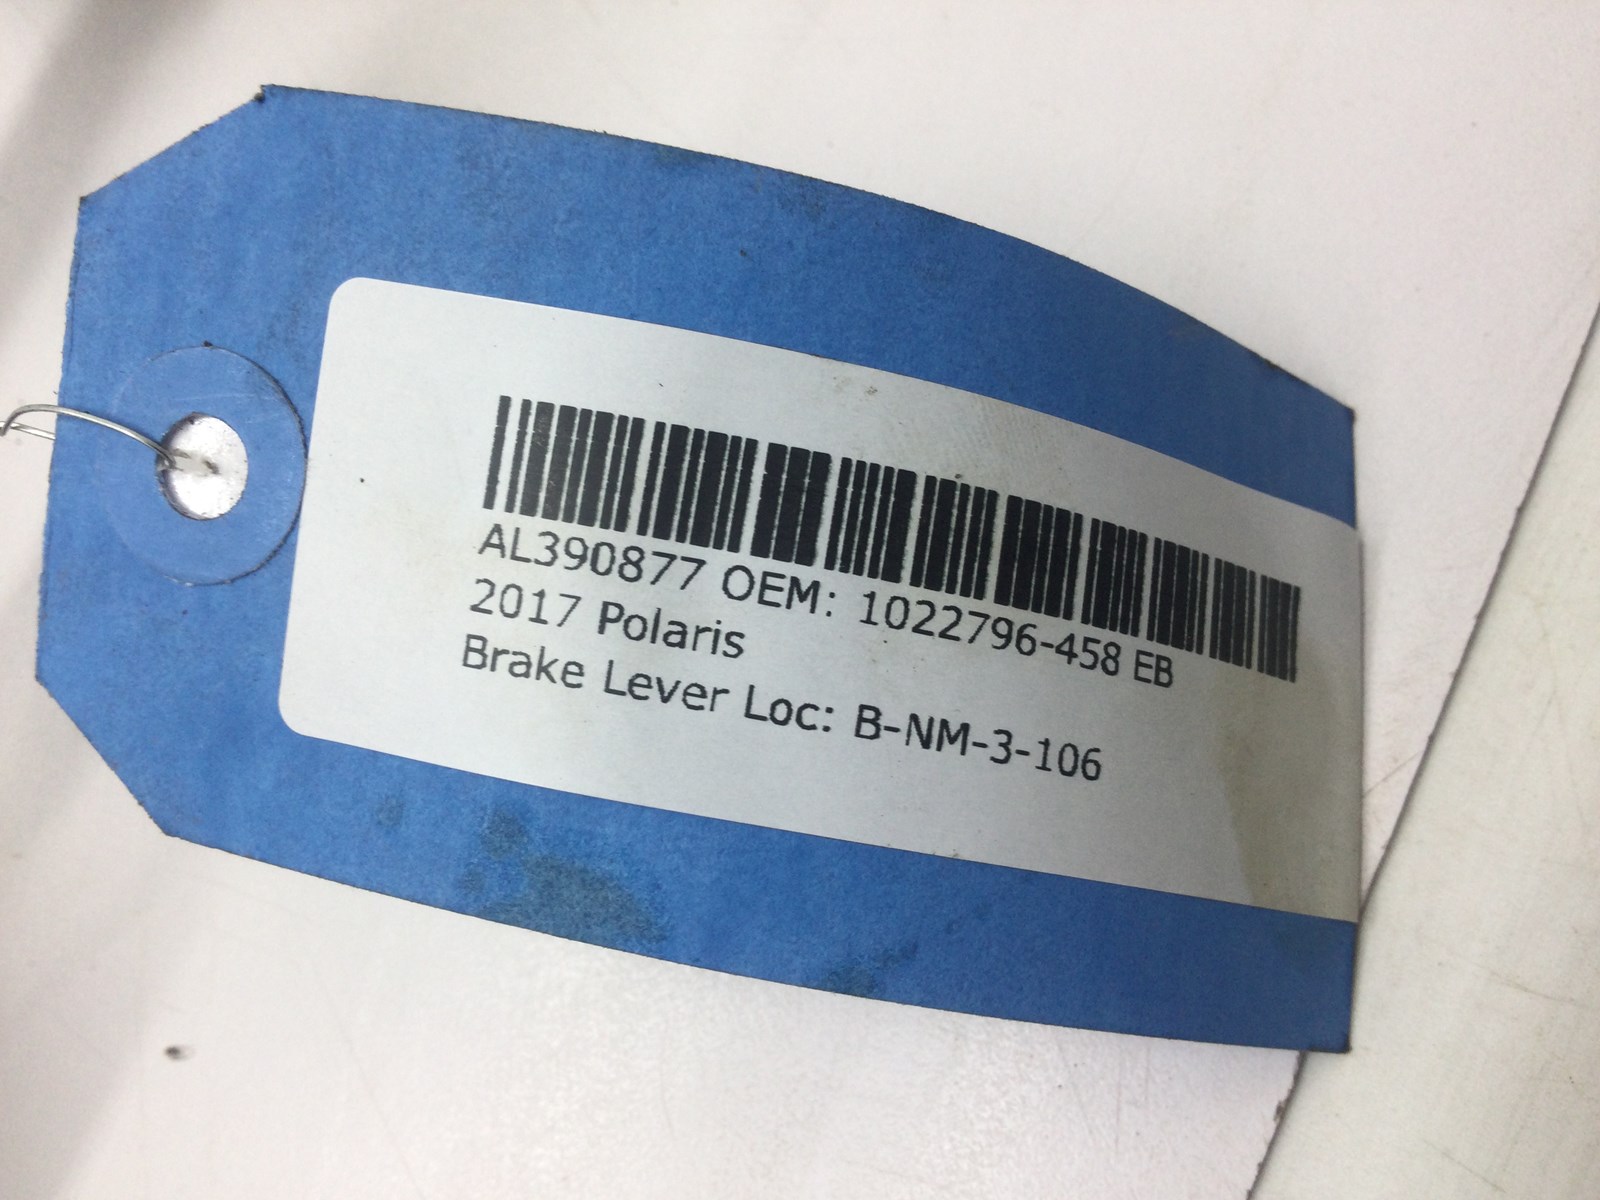 AL390877 OEM: 1022796-458 EB
2017 Polaris
Brake Lever Loc: B-NM-3-106